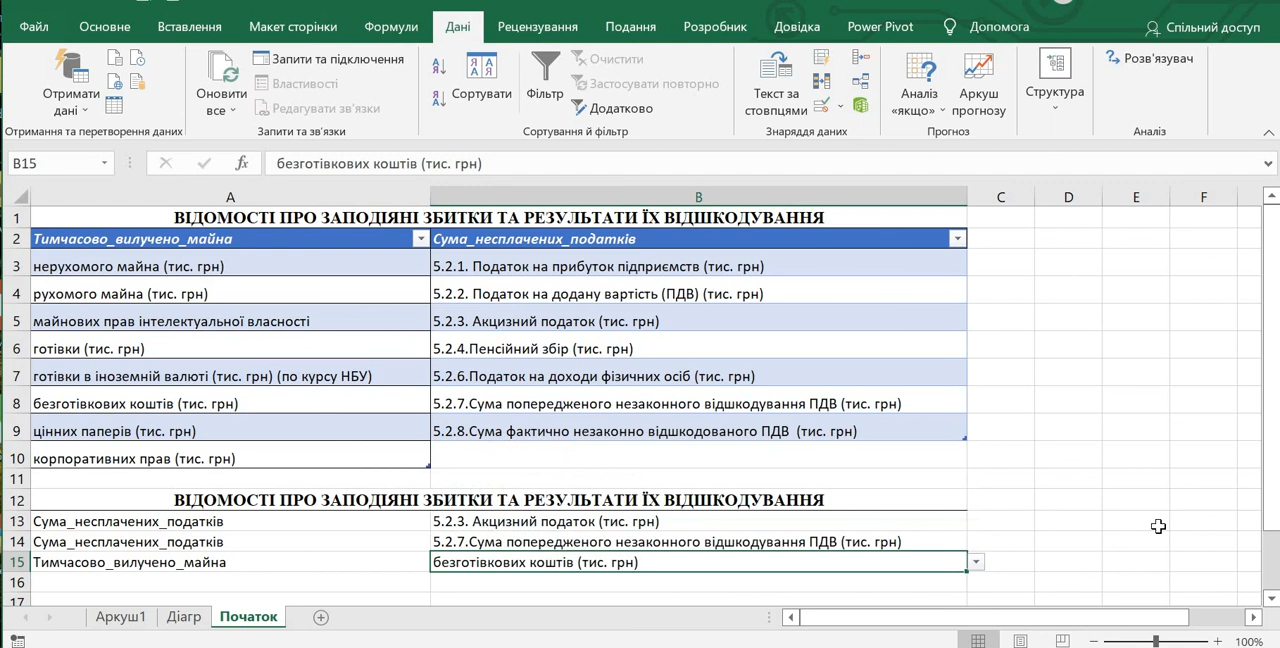 Файл Основне Вставлення Макет сторінки Формули Дані Рецензування Подання Розробник Довідка Power Pivot Допомога Спільний доступ
Отримати дані
Отримання та перетворення даних
Оновити все
Запити та підключення
Властивості
Редагувати зв'язки
Запити та зв'язки
Сортувати
Фільтр
Очистити
Застосувати повторно
Додатково
Сортування й фільтр
Текст за стовпцями
Знаряддя даних
Аналіз «якщо»
Аркуш прогнозу
Прогноз
Структура
Розв'язувач
Аналіз
B15 fx безготівкових коштів (тис. грн)
A B C D E F
1 ВІДОМОСТІ ПРО ЗАПОДІЯНІ ЗБИТКИ ТА РЕЗУЛЬТАТИ ЇХ ВІДШКОДУВАННЯ
2 Тимчасово_вилучено_майна Сума_несплачених_податків
3 нерухомого майна (тис. грн) 5.2.1. Податок на прибуток підприємств (тис. грн)
4 рухомого майна (тис. грн) 5.2.2. Податок на додану вартість (ПДВ) (тис. грн)
5 майнових прав інтелектуальної власності 5.2.3. Акцизний податок (тис. грн)
6 готівки (тис. грн) 5.2.4.Пенсійний збір (тис. грн)
7 готівки в іноземній валюті (тис. грн) (по курсу НБУ) 5.2.6.Податок на доходи фізичних осіб (тис. грн)
8 безготівкових коштів (тис. грн) 5.2.7.Сума попередженого незаконного відшкодування ПДВ (тис. грн)
9 цінних паперів (тис. грн) 5.2.8.Сума фактично незаконно відшкодованого ПДВ (тис. грн)
10 корпоративних прав (тис. грн)
11
12 ВІДОМОСТІ ПРО ЗАПОДІЯНІ ЗБИТКИ ТА РЕЗУЛЬТАТИ ЇХ ВІДШКОДУВАННЯ
13 Сума_несплачених_податків 5.2.3. Акцизний податок (тис. грн)
14 Сума_несплачених_податків 5.2.7.Сума попередженого незаконного відшкодування ПДВ (тис. грн)
15 Тимчасово_вилучено_майна безготівкових коштів (тис. грн)
16
17
Аркуш1 Діагр Початок
100%